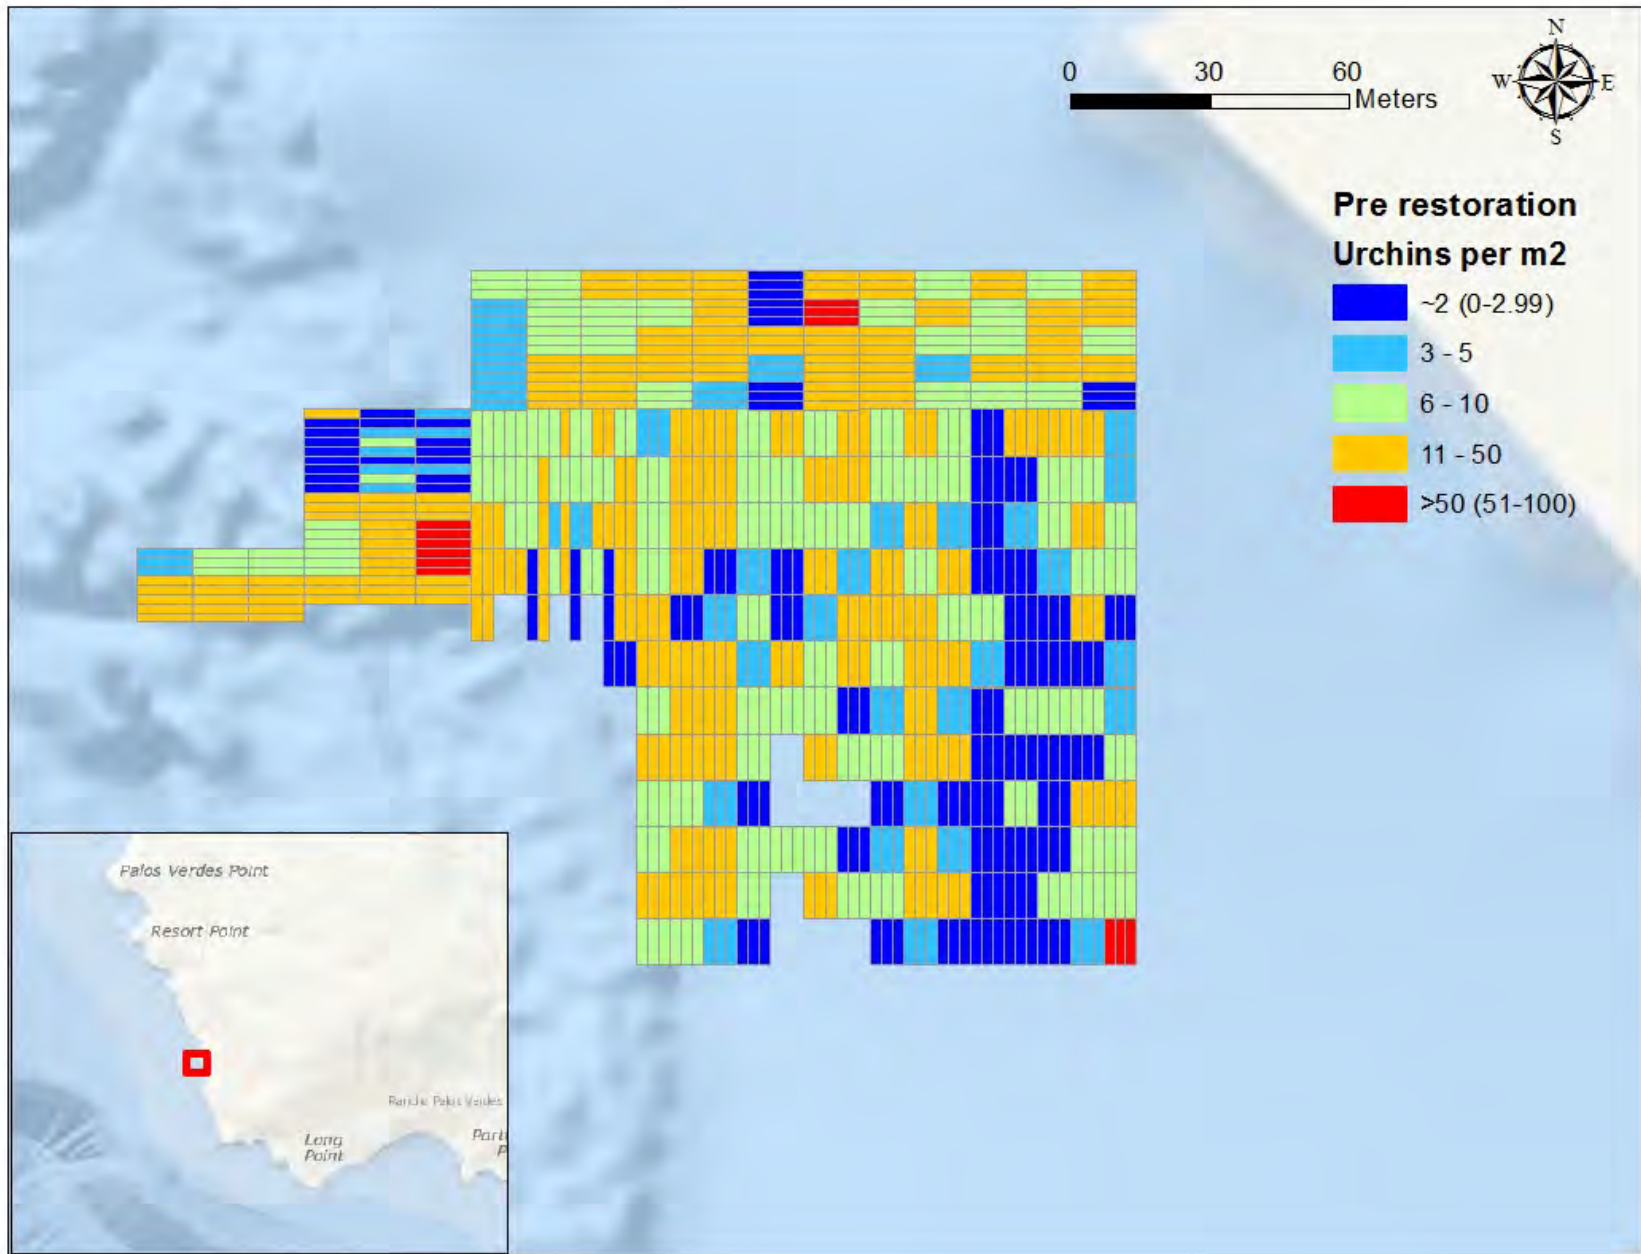 N
W E
S
0 30 60
Meters
Pre restoration
Urchins per m2
~2 (0-2.99)
3 - 5
6 - 10
11 - 50
>50 (51-100)
Palos Verdes Point
Resort Point
Rancho Palos Verdes
Long
Point